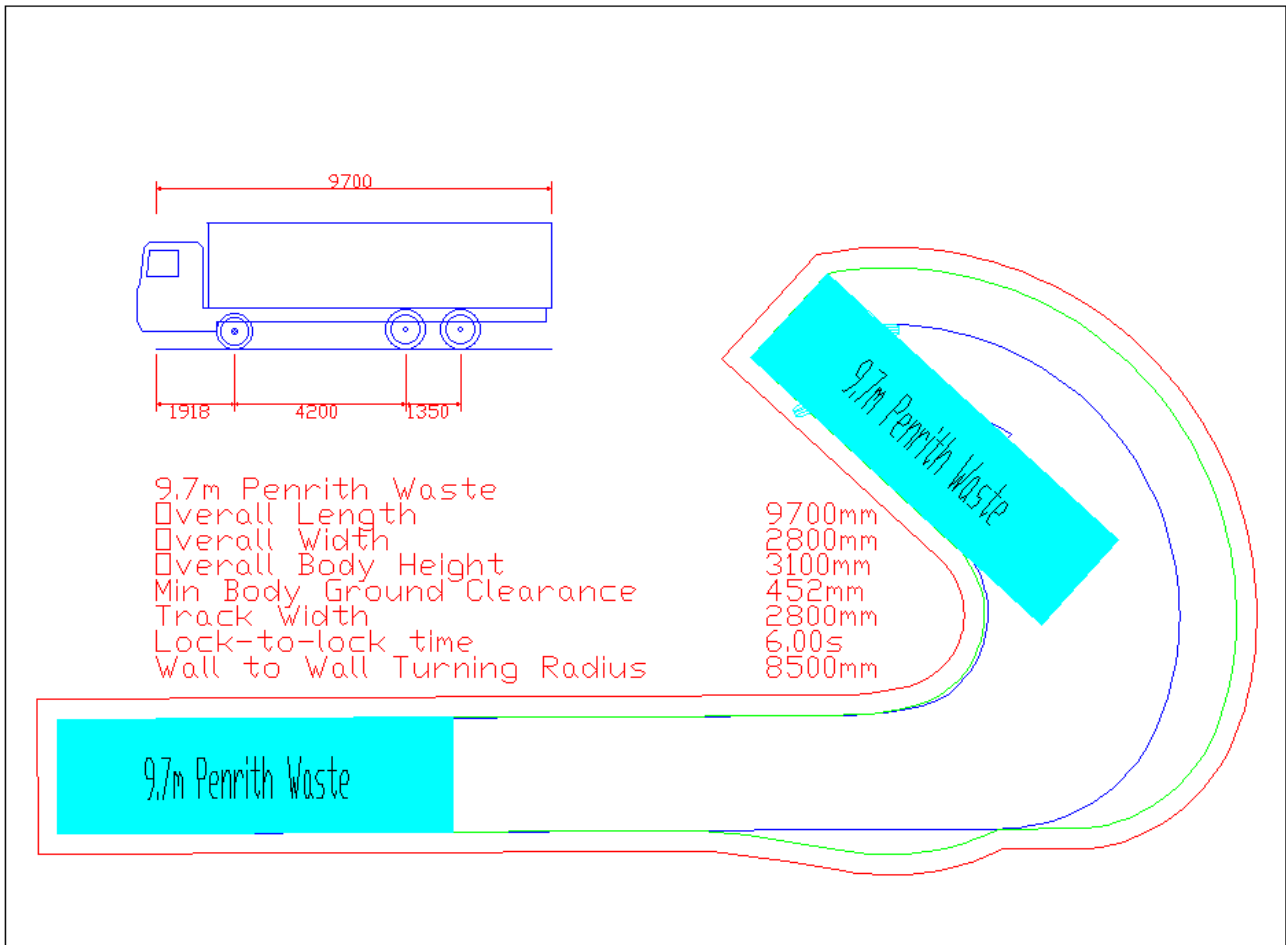 9700
1918 4200 1350
9.7m Penrith Waste
9.7m Penrith Waste
Overall Length 9700mm
Overall Width 2800mm
Overall Body Height 3100mm
Min Body Ground Clearance 452mm
Track Width 2800mm
Lock-to-lock time 6.00s
Wall to Wall Turning Radius 8500mm
9.7m Penrith Waste